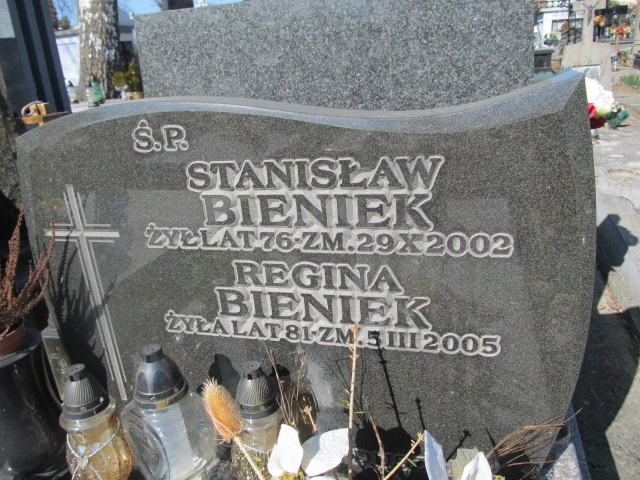 Ś.P.
STANISŁAW
BIENIEK
ŻYŁ LAT 76-ZM. 29 X 2002
REGINA
BIENIEK
ŻYŁA LAT 81-ZM. 5 III 2005